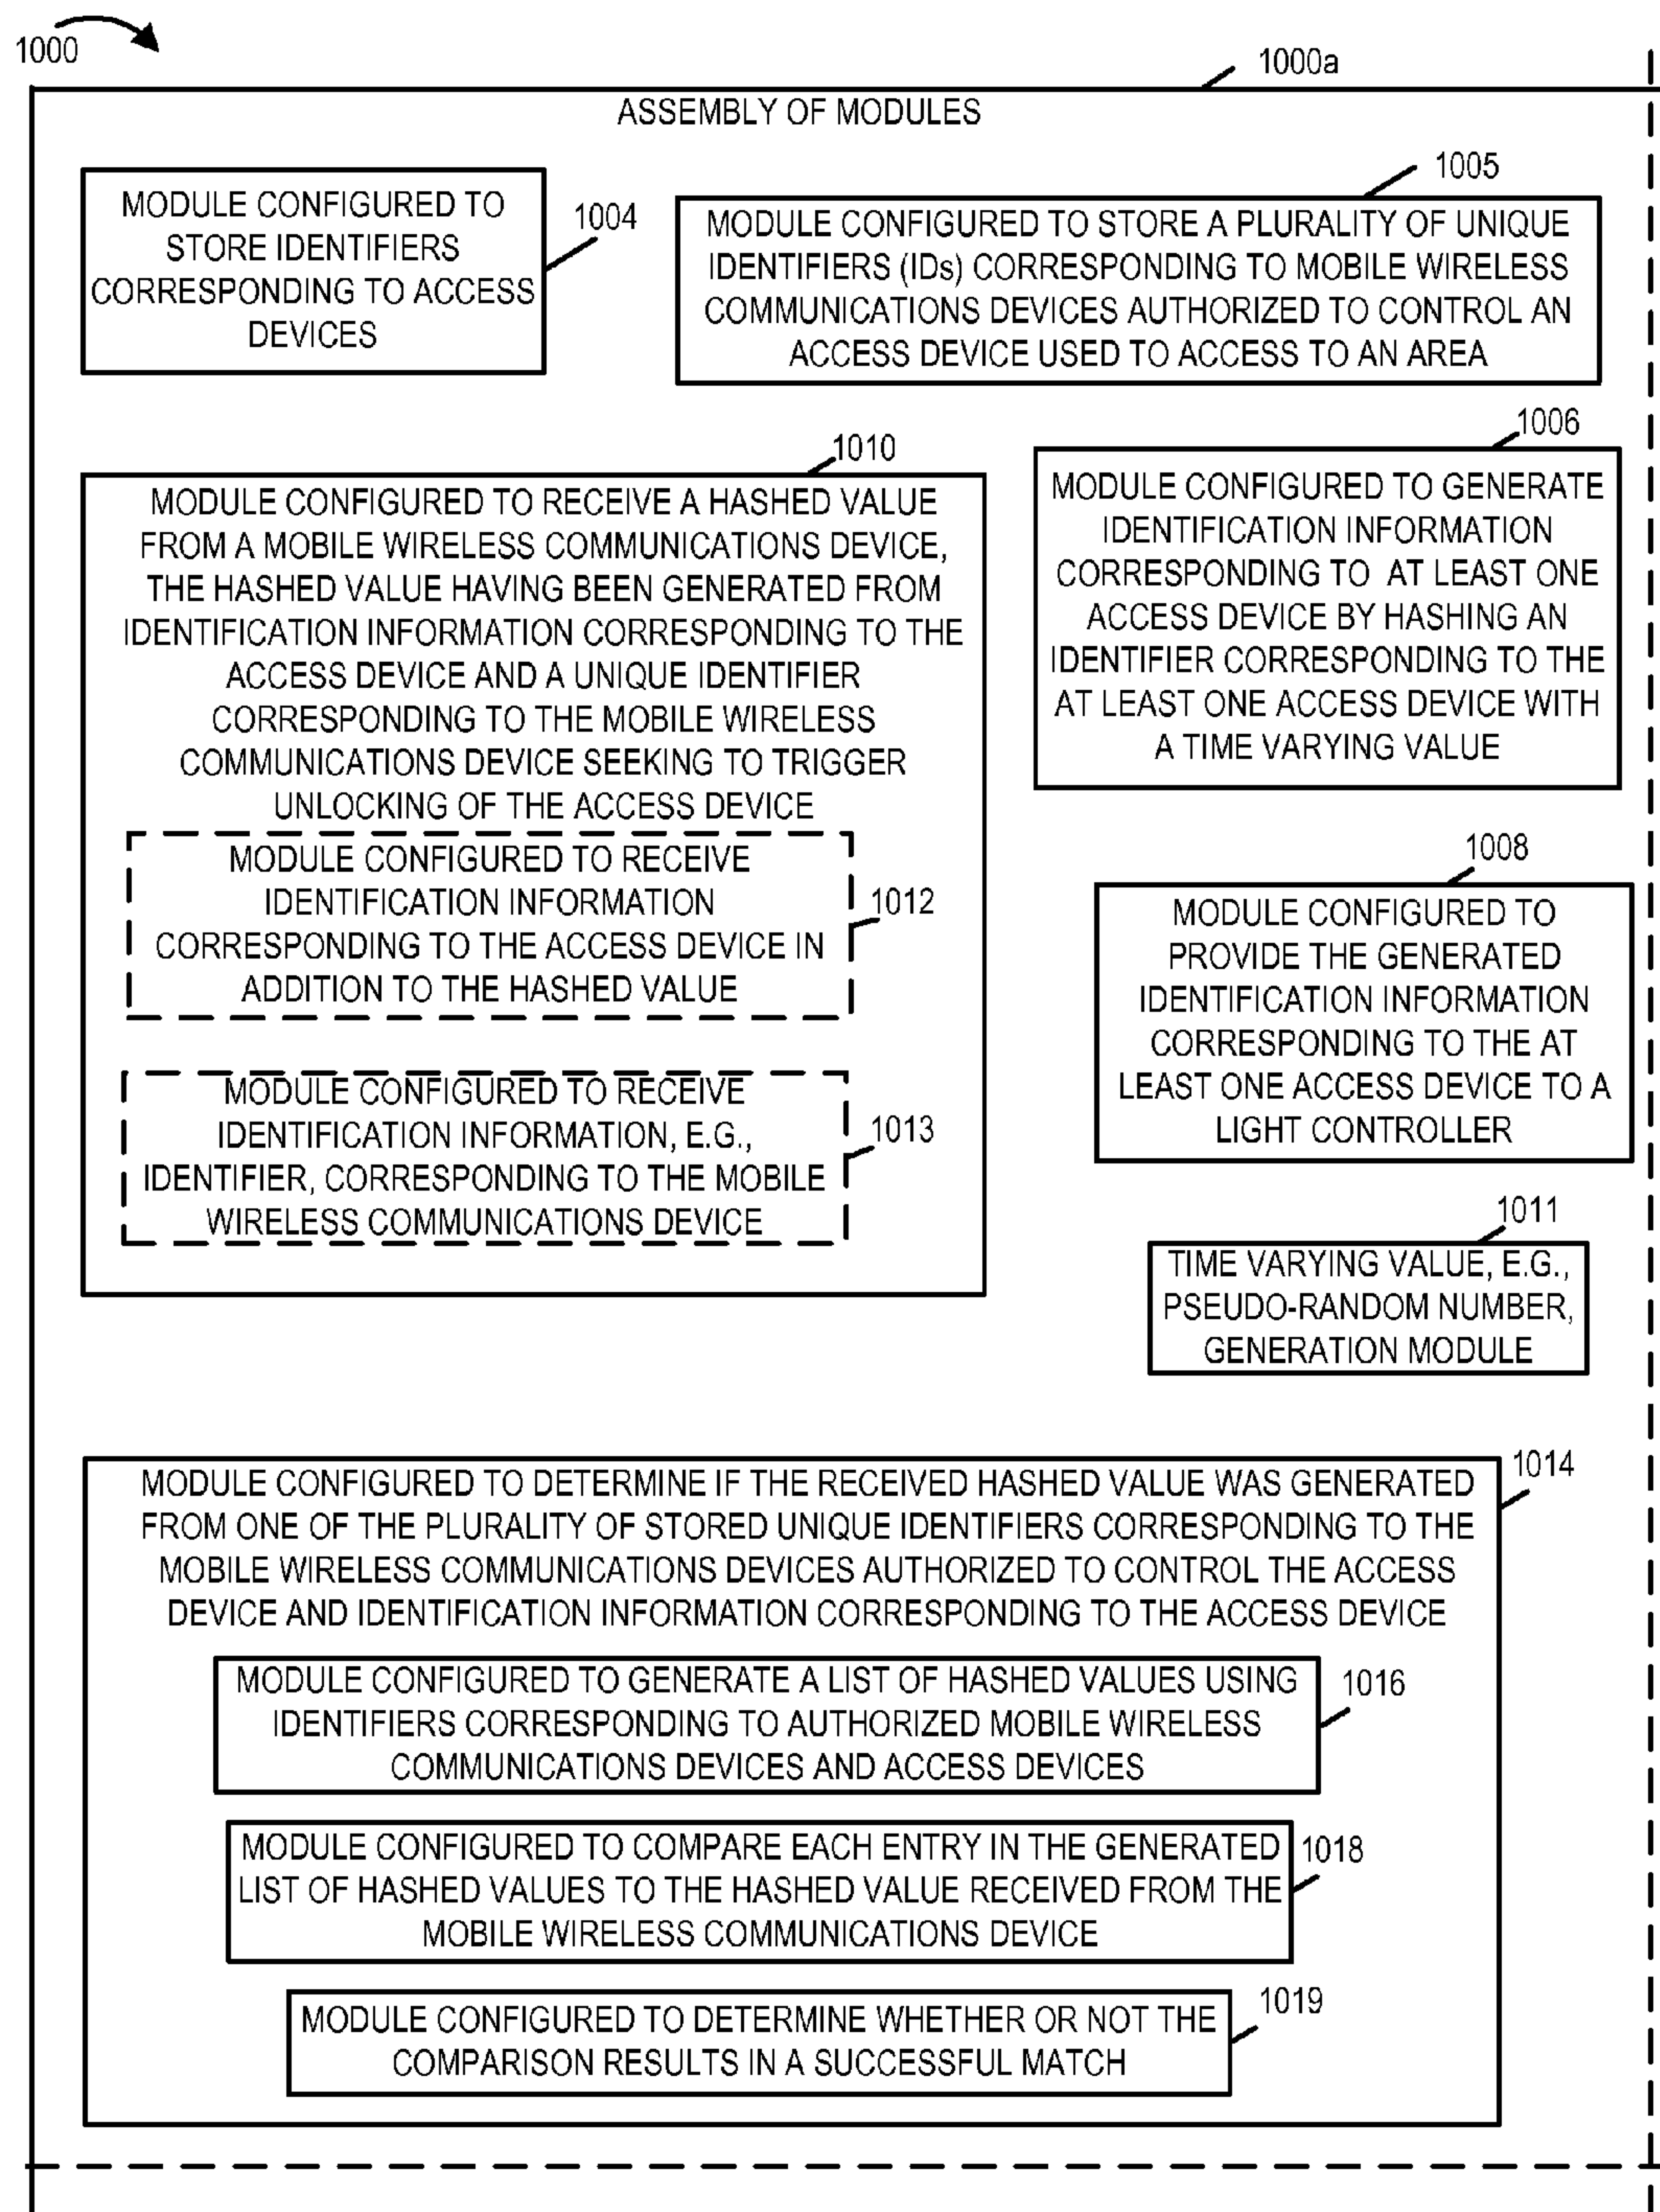 1000
1000a
ASSEMBLY OF MODULES
MODULE CONFIGURED TO
STORE IDENTIFIERS
CORRESPONDING TO ACCESS
DEVICES
1004
1005
MODULE CONFIGURED TO STORE A PLURALITY OF UNIQUE
IDENTIFIERS (IDs) CORRESPONDING TO MOBILE WIRELESS
COMMUNICATIONS DEVICES AUTHORIZED TO CONTROL AN
ACCESS DEVICE USED TO ACCESS TO AN AREA
1010
MODULE CONFIGURED TO RECEIVE A HASHED VALUE
FROM A MOBILE WIRELESS COMMUNICATIONS DEVICE,
THE HASHED VALUE HAVING BEEN GENERATED FROM
IDENTIFICATION INFORMATION CORRESPONDING TO THE
ACCESS DEVICE AND A UNIQUE IDENTIFIER
CORRESPONDING TO THE MOBILE WIRELESS
COMMUNICATIONS DEVICE SEEKING TO TRIGGER
UNLOCKING OF THE ACCESS DEVICE
MODULE CONFIGURED TO RECEIVE
IDENTIFICATION INFORMATION
CORRESPONDING TO THE ACCESS DEVICE IN
ADDITION TO THE HASHED VALUE
1012
MODULE CONFIGURED TO RECEIVE
IDENTIFICATION INFORMATION, E.G.,
IDENTIFIER, CORRESPONDING TO THE MOBILE
WIRELESS COMMUNICATIONS DEVICE
1013
1006
MODULE CONFIGURED TO GENERATE
IDENTIFICATION INFORMATION
CORRESPONDING TO AT LEAST ONE
ACCESS DEVICE BY HASHING AN
IDENTIFIER CORRESPONDING TO THE
AT LEAST ONE ACCESS DEVICE WITH
A TIME VARYING VALUE
1008
MODULE CONFIGURED TO
PROVIDE THE GENERATED
IDENTIFICATION INFORMATION
CORRESPONDING TO THE AT
LEAST ONE ACCESS DEVICE TO A
LIGHT CONTROLLER
1011
TIME VARYING VALUE, E.G.,
PSEUDO-RANDOM NUMBER,
GENERATION MODULE
1014
MODULE CONFIGURED TO DETERMINE IF THE RECEIVED HASHED VALUE WAS GENERATED
FROM ONE OF THE PLURALITY OF STORED UNIQUE IDENTIFIERS CORRESPONDING TO THE
MOBILE WIRELESS COMMUNICATIONS DEVICES AUTHORIZED TO CONTROL THE ACCESS
DEVICE AND IDENTIFICATION INFORMATION CORRESPONDING TO THE ACCESS DEVICE
MODULE CONFIGURED TO GENERATE A LIST OF HASHED VALUES USING
IDENTIFIERS CORRESPONDING TO AUTHORIZED MOBILE WIRELESS
COMMUNICATIONS DEVICES AND ACCESS DEVICES
1016
MODULE CONFIGURED TO COMPARE EACH ENTRY IN THE GENERATED
LIST OF HASHED VALUES TO THE HASHED VALUE RECEIVED FROM THE
MOBILE WIRELESS COMMUNICATIONS DEVICE
1018
MODULE CONFIGURED TO DETERMINE WHETHER OR NOT THE
COMPARISON RESULTS IN A SUCCESSFUL MATCH
1019